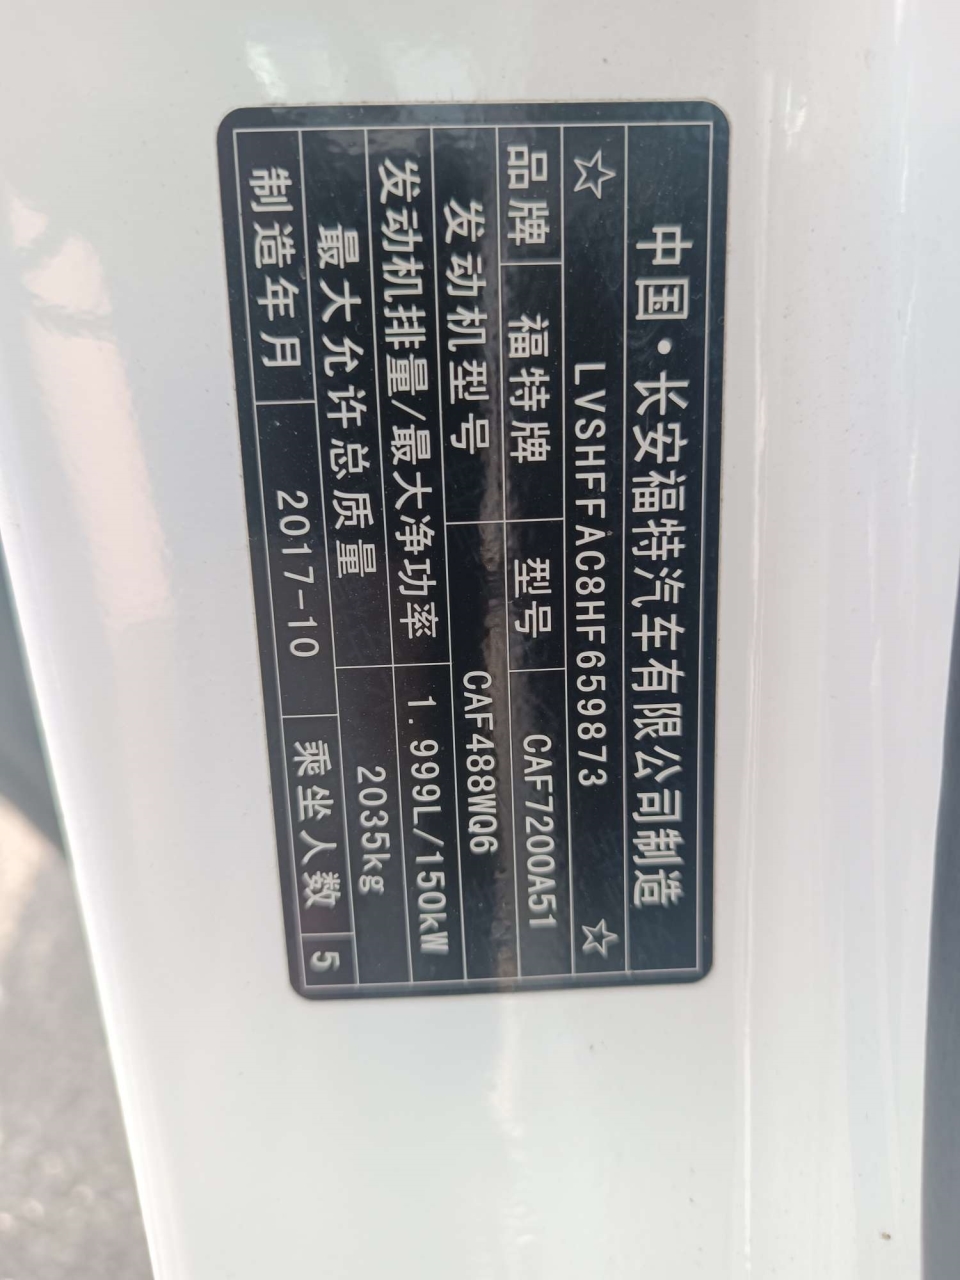 中国·长安福特汽车有限公司制造
☆ LVSHFFAC8HF659873 ☆
品牌 福特牌 型号 CAF7200A51
发动机型号 CAF488WQ6
发动机排量/最大净功率 1.999L/150kW
最大允许总质量 2035kg
制造年月 2017-10 乘坐人数 5